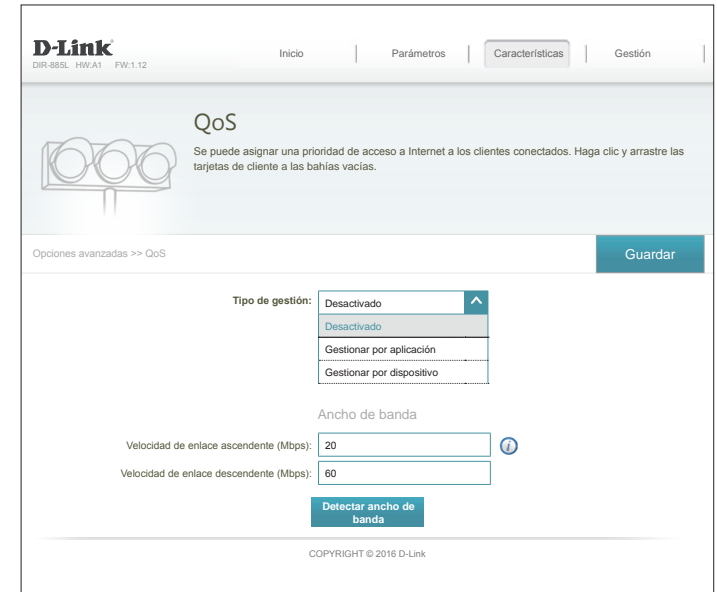 D-Link
DIR-885L HW:A1 FW:1.12
Inicio
Parámetros
Características
Gestión
QoS
Se puede asignar una prioridad de acceso a Internet a los clientes conectados. Haga clic y arrastre las
tarjetas de cliente a las bahías vacías.
Opciones avanzadas >> QoS
Guardar
Tipo de gestión: Desactivado
Desactivado
Gestionar por aplicación
Gestionar por dispositivo
Ancho de banda
Velocidad de enlace ascendente (Mbps): 20
Velocidad de enlace descendente (Mbps): 60
Detectar ancho de
banda
COPYRIGHT © 2016 D-Link